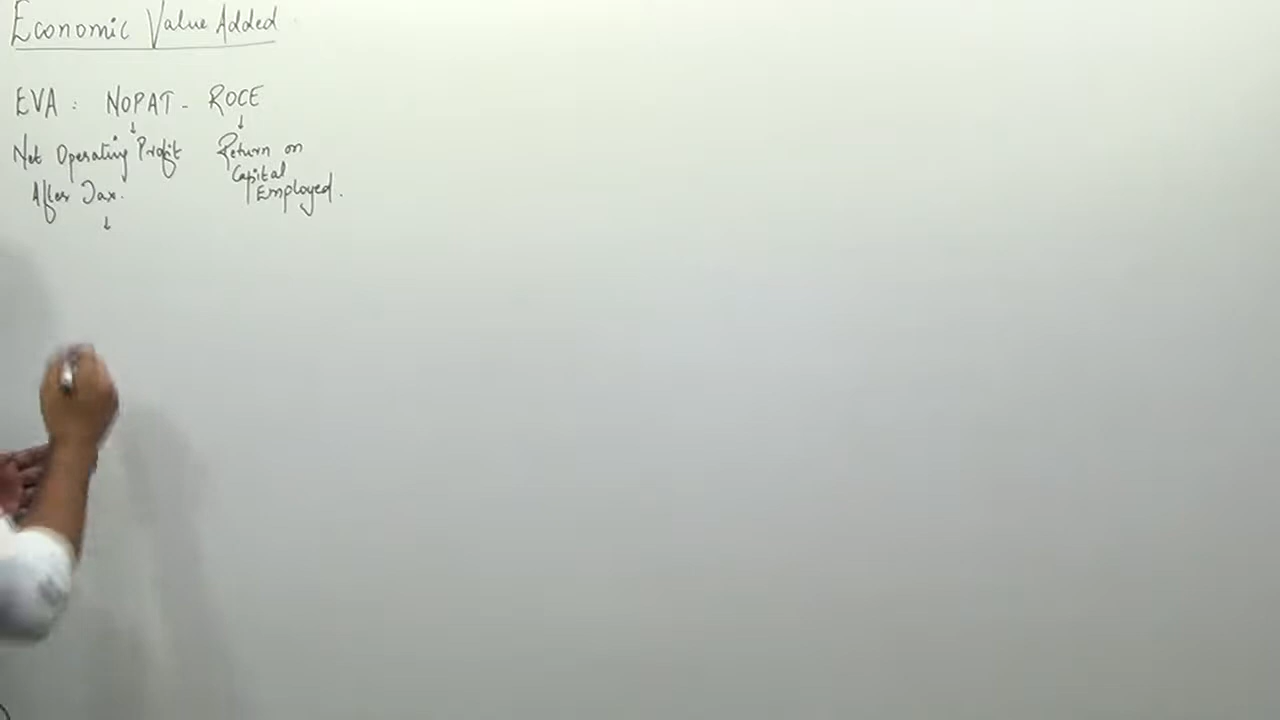 Economic Value Added
EVA : NOPAT - ROCE
↓ ↓
Net Operating Profit Return on
After Tax. Capital
Employed.
↓